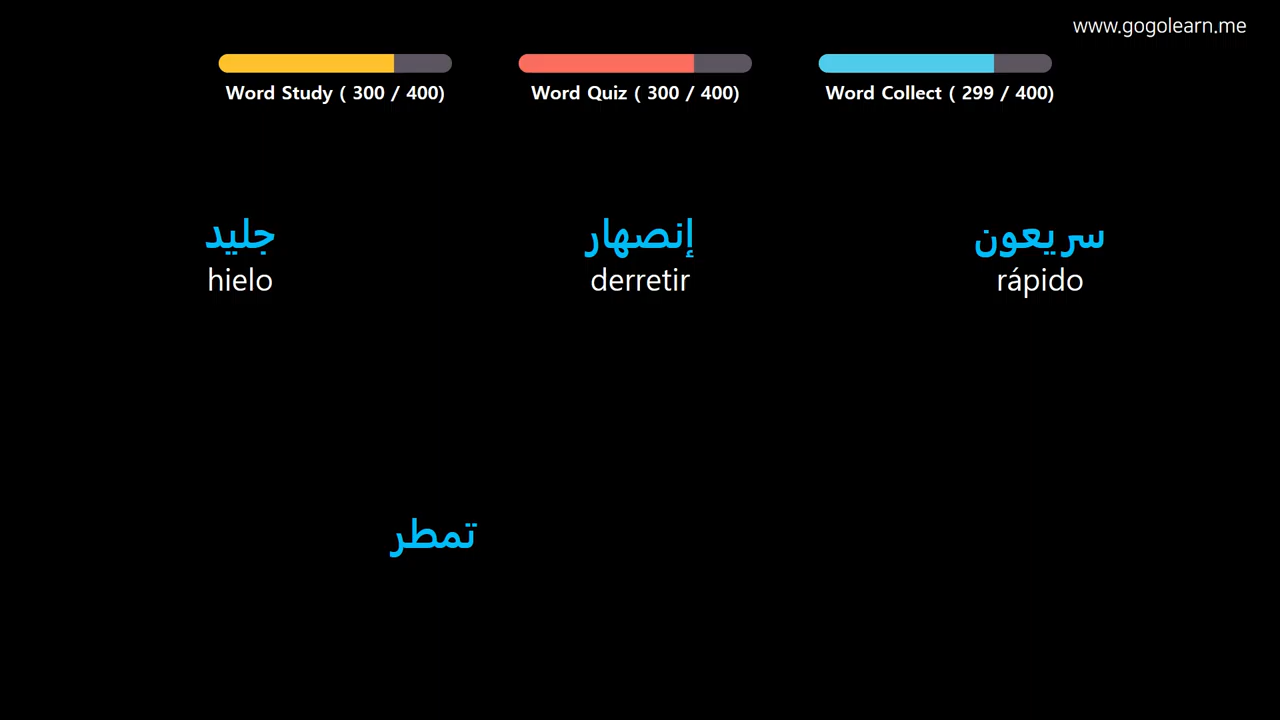 www.gogolearn.me
Word Study ( 300 / 400)
Word Quiz ( 300 / 400)
Word Collect ( 299 / 400)
جليد
hielo
إنصهار
derretir
سريعون
rápido
تمطر